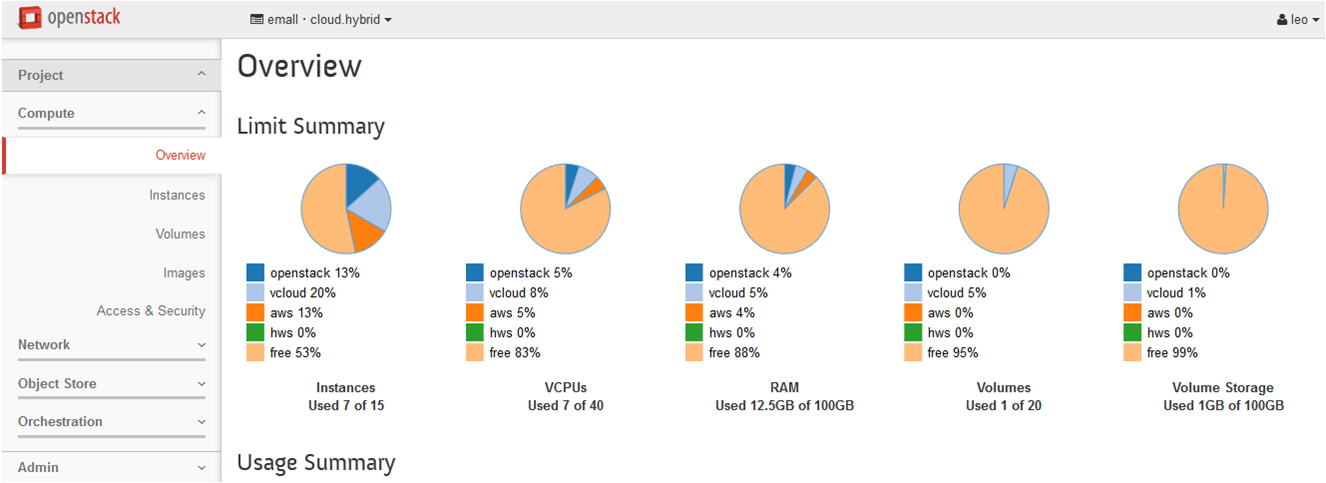 openstack
emall · cloud.hybrid
leo
Project
Compute
Overview
Instances
Volumes
Images
Access & Security
Network
Object Store
Orchestration
Admin
Overview
Limit Summary
openstack 13%
vcloud 20%
aws 13%
hws 0%
free 53%
Instances
Used 7 of 15
openstack 5%
vcloud 8%
aws 5%
hws 0%
free 83%
VCPUs
Used 7 of 40
openstack 4%
vcloud 5%
aws 4%
hws 0%
free 88%
RAM
Used 12.5GB of 100GB
openstack 0%
vcloud 5%
aws 0%
hws 0%
free 95%
Volumes
Used 1 of 20
openstack 0%
vcloud 1%
aws 0%
hws 0%
free 99%
Volume Storage
Used 1GB of 100GB
Usage Summary